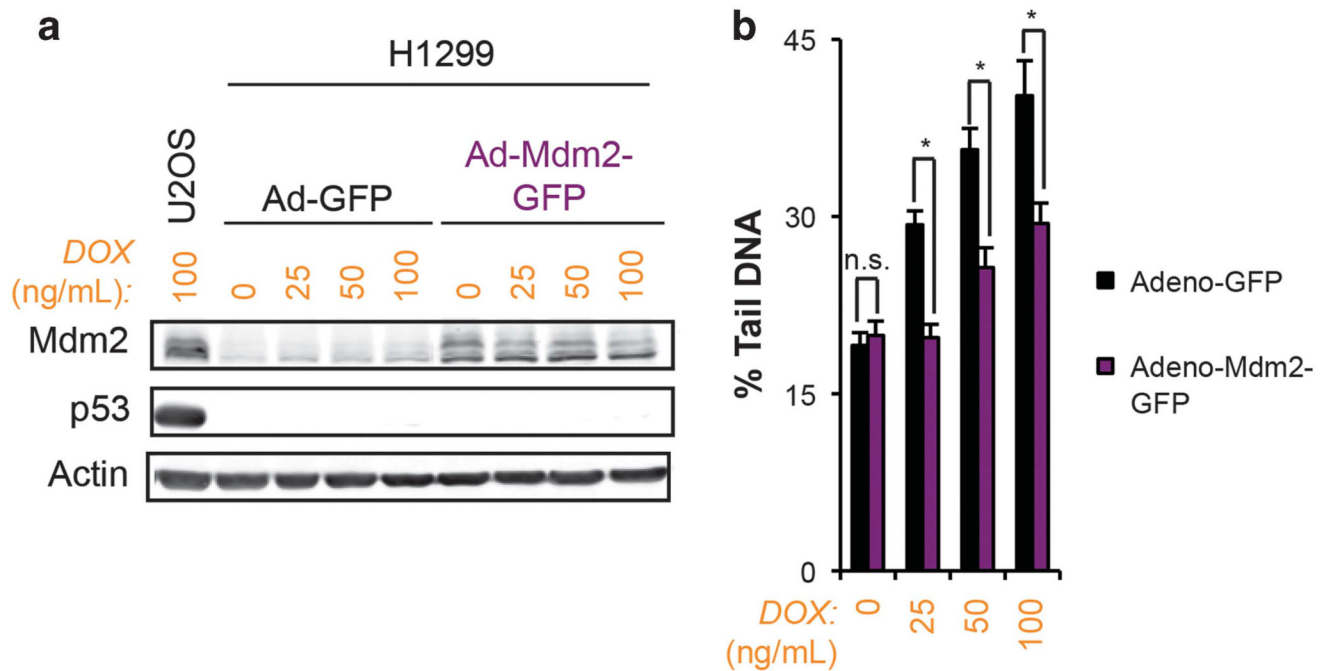 a
H1299
U2OS
Ad-GFP
Ad-Mdm2-
GFP
DOX
(ng/mL):
100 0 25 50 100 0 25 50 100
Mdm2
p53
Actin
b
% Tail DNA
45
30
15
0
n.s.
*
*
*
DOX:
(ng/mL)
0 25 50 100
Adeno-GFP
Adeno-Mdm2-
GFP